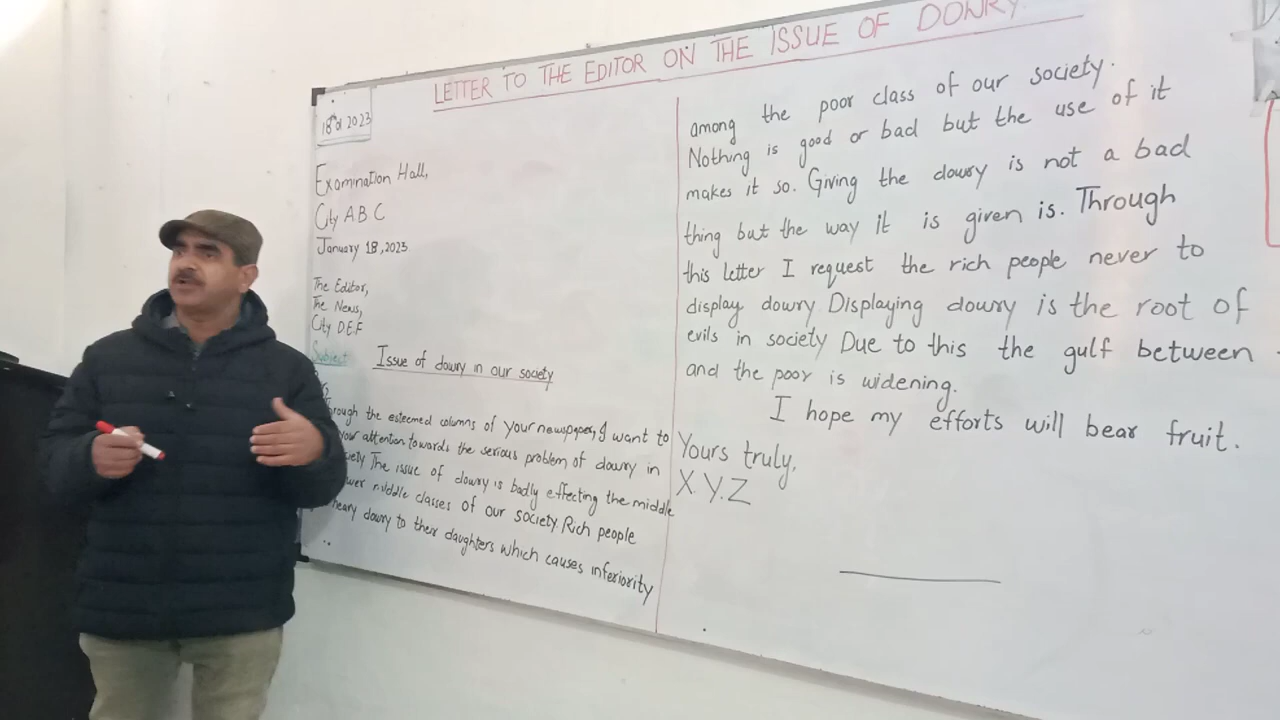 LETTER TO THE EDITOR ON THE ISSUE OF DOWRY.
Examination Hall,
City A B C
January 18, 2023
The Editor,
The News,
City D.E.F
Subject
Issue of dowry in our society
the esteemed columns of your newspaper, I want to
your attention towards the serious problem of dowry in
The issue of dowry is badly effecting the middle
middle classes of our society. Rich people
heavy dowry to their daughters which causes inferiority
among the poor class of our society.
Nothing is good or bad but the use of it
makes it so. Giving the dowry is not a bad
thing but the way it is given is. Through
this letter I request the rich people never to
display dowry Displaying dowry is the root of
evils in society Due to this the gulf between
and the poor is widening.
I hope my efforts will bear fruit.
Yours truly,
X.Y.Z